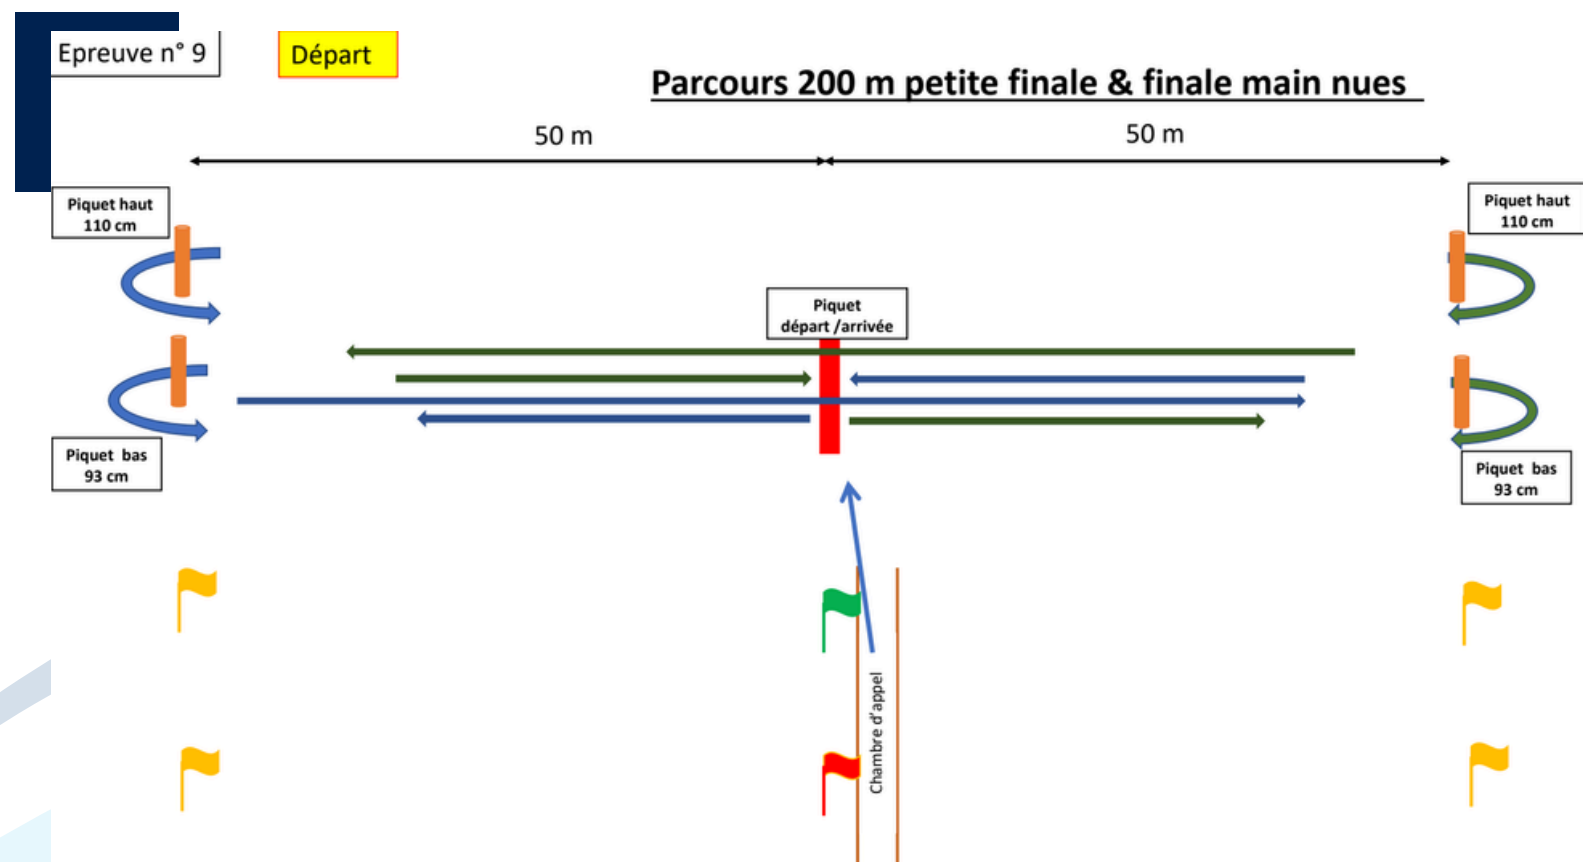 Epreuve n° 9
Départ
Parcours 200 m petite finale & finale main nues
50 m
50 m
Piquet haut
110 cm
Piquet haut
110 cm
Piquet
départ /arrivée
Piquet bas
93 cm
Piquet bas
93 cm
Chambre d'appel